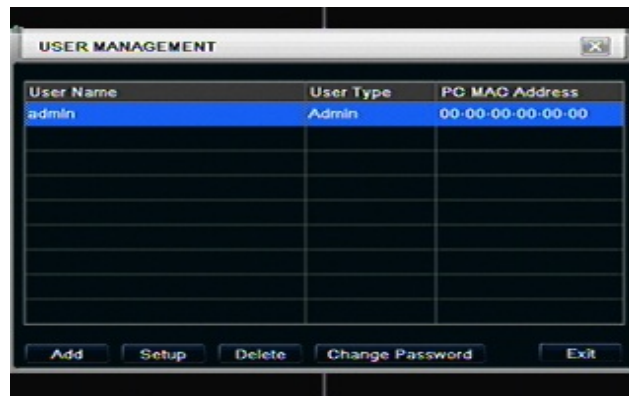 USER MANAGEMENT
User Name User Type PC MAC Address
admin Admin 00-00-00-00-00-00
Add Setup Delete Change Password Exit